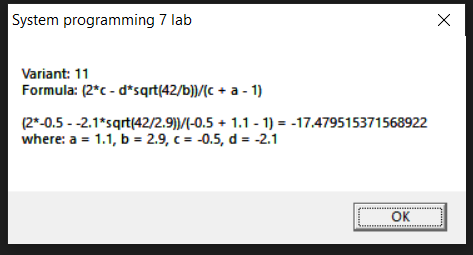 System programming 7 lab
Variant: 11
Formula: (2*c - d*sqrt(42/b))/(c + a - 1)
(2*-0.5 - -2.1*sqrt(42/2.9))/(-0.5 + 1.1 - 1) = -17.479515371568922
where: a = 1.1, b = 2.9, c = -0.5, d = -2.1
OK